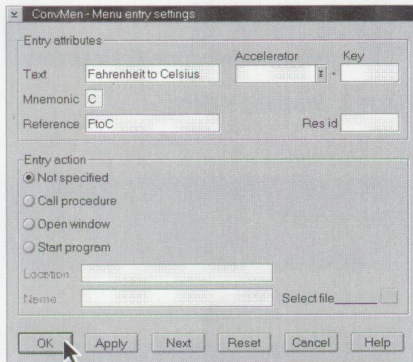 ConvMen - Menu entry settings
Entry attributes
Accelerator Key
Text Fahrenheit to Celsius -
Mnemonic C
Reference FtoC Res id
Entry action
Not specified
Call procedure
Open window
Start program
Location
Name Select file
OK Apply Next Reset Cancel Help